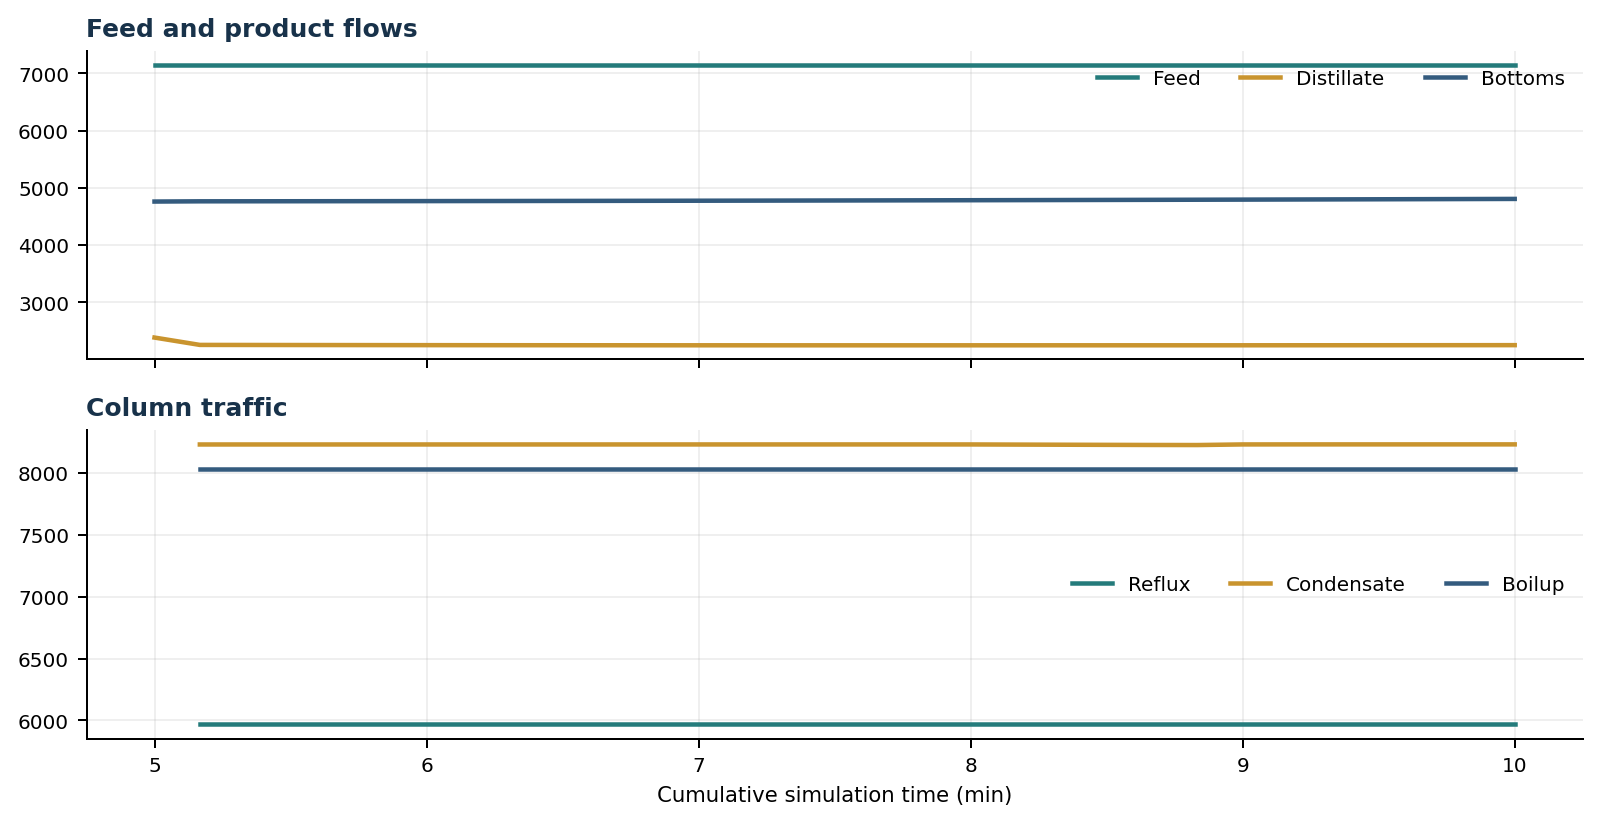 Feed and product flows
7000
6000
5000
4000
3000
Feed Distillate Bottoms
Column traffic
8000
7500
7000
6500
6000
Reflux Condensate Boilup
5 6 7 8 9 10
Cumulative simulation time (min)